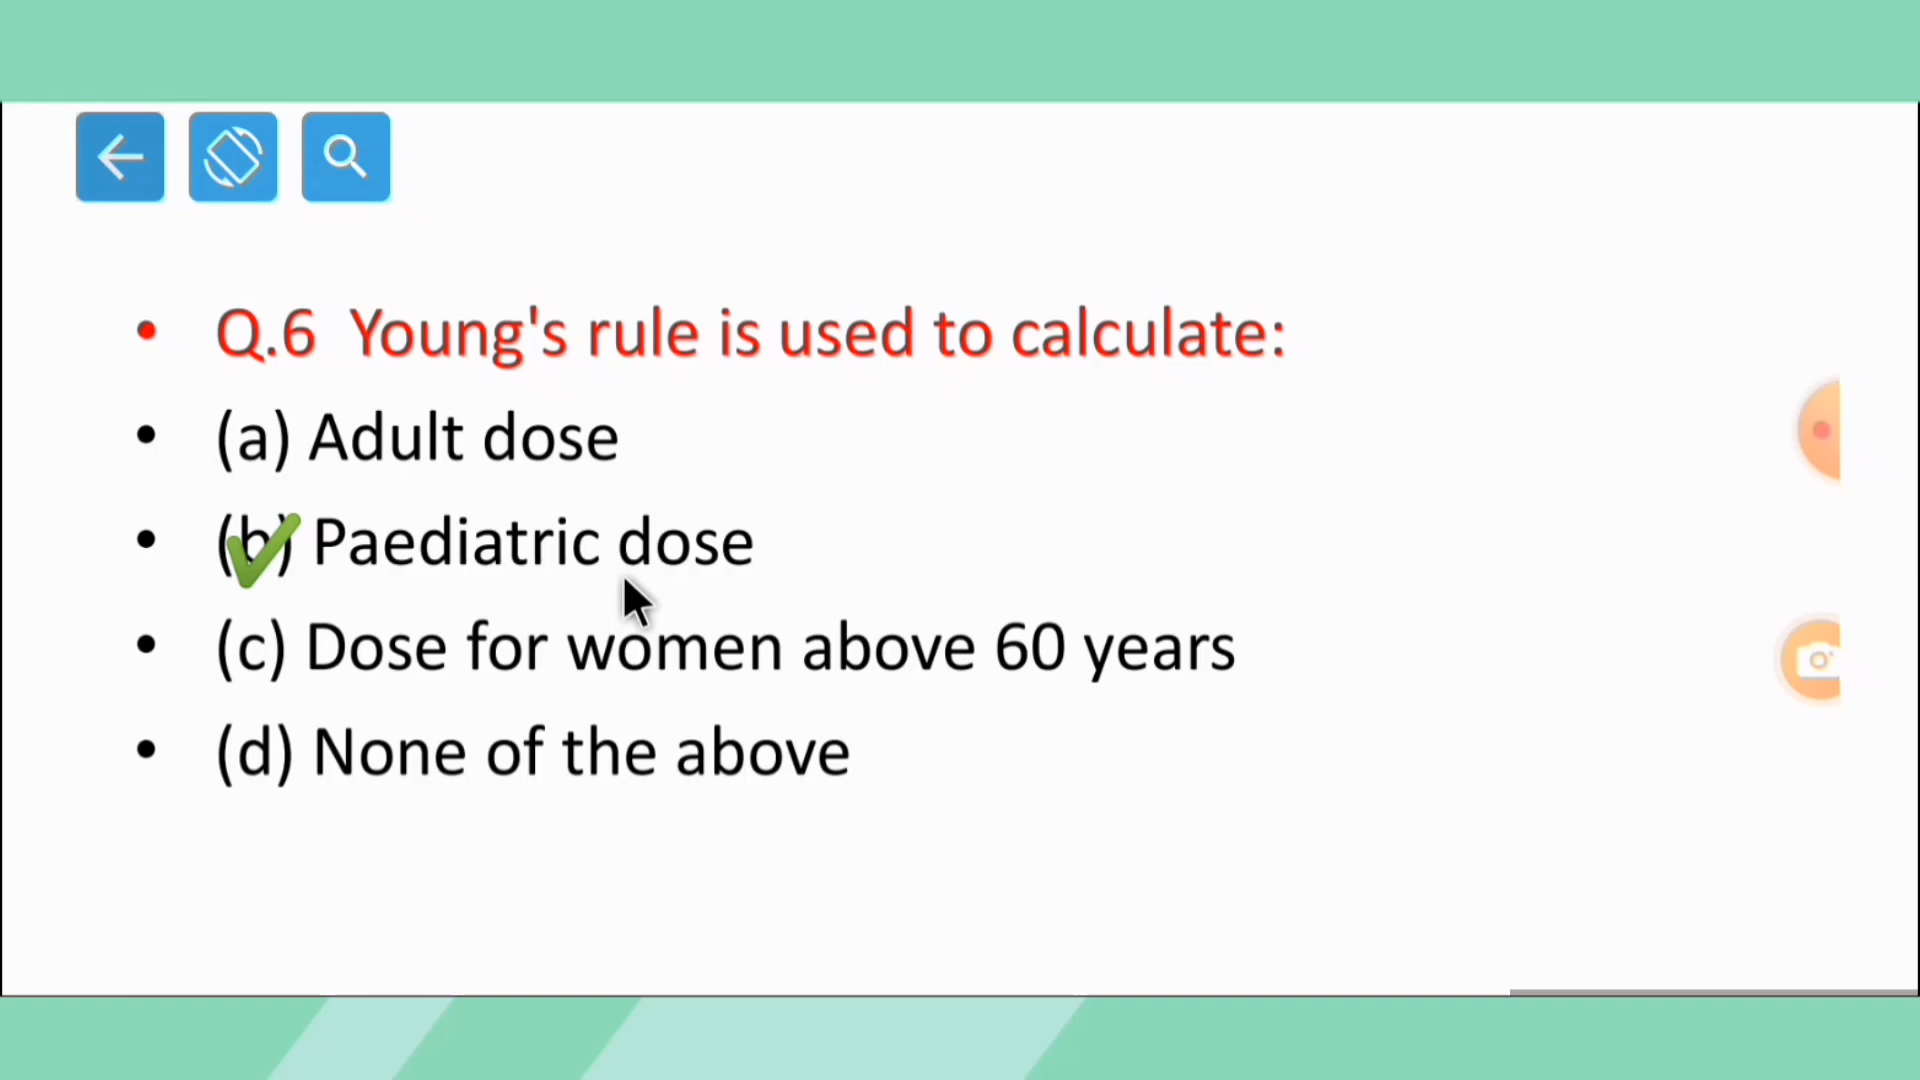 • Q.6 Young's rule is used to calculate:
• (a) Adult dose
• (b) Paediatric dose
• (c) Dose for women above 60 years
• (d) None of the above